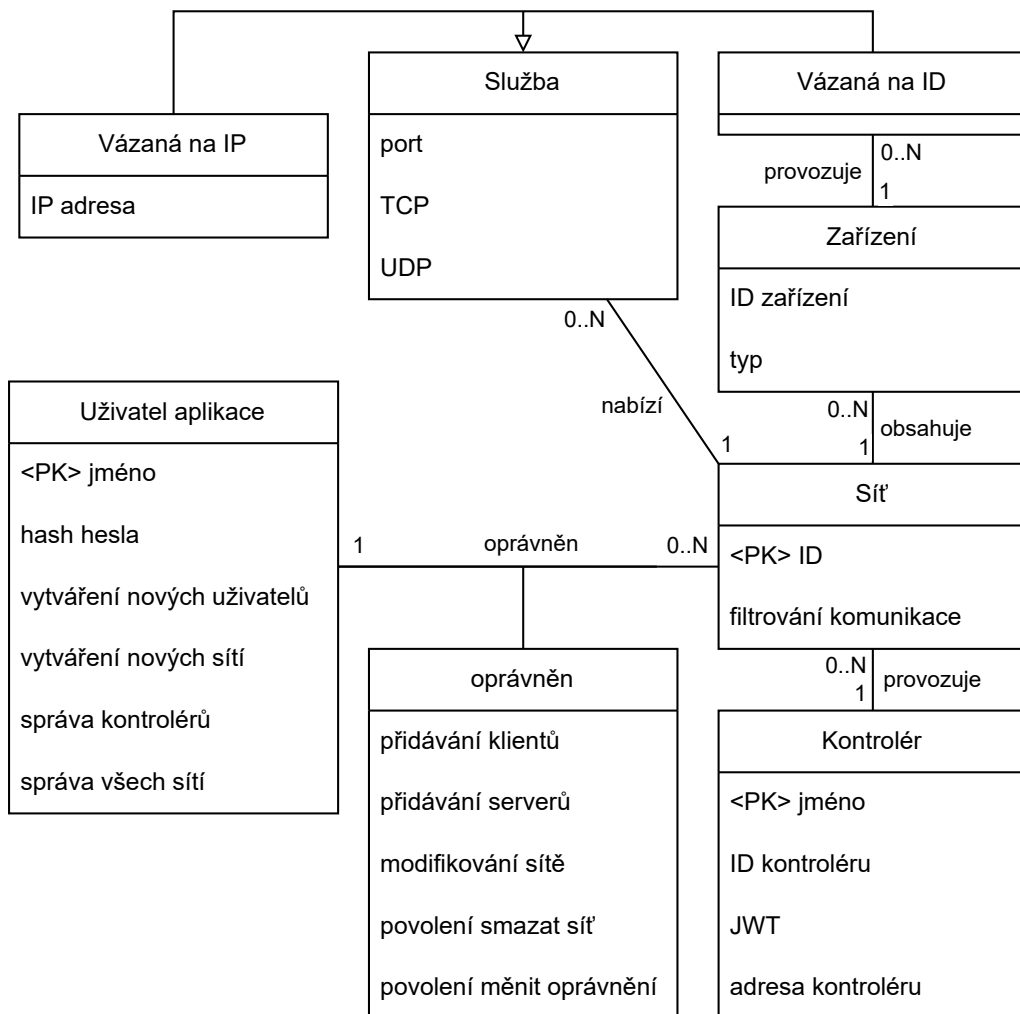 Služba
port
TCP
UDP
Vázaná na ID
Vázaná na IP
IP adresa
0..N
provozuje
1
Zařízení
ID zařízení
typ
0..N
nabízí
1
0..N
obsahuje
1
Uživatel aplikace
<PK> jméno
hash hesla
vytváření nových uživatelů
vytváření nových sítí
správa kontrolérů
správa všech sítí
1
oprávněn
0..N
Síť
<PK> ID
filtrování komunikace
oprávněn
přidávání klientů
přidávání serverů
modifikování sítě
povolení smazat síť
povolení měnit oprávnění
0..N
provozuje
1
Kontrolér
<PK> jméno
ID kontroléru
JWT
adresa kontroléru